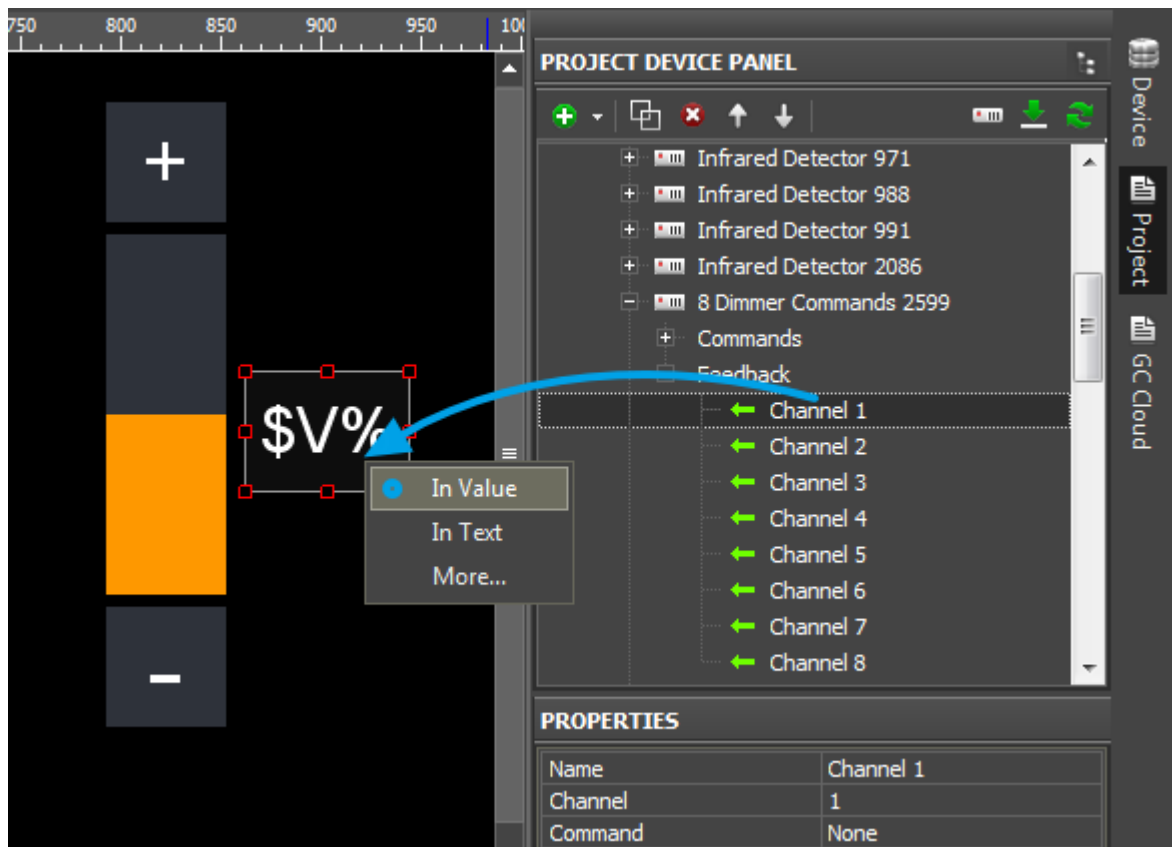 750 800 850 900 950 100
PROJECT DEVICE PANEL
+
Infrared Detector 971
Infrared Detector 988
Infrared Detector 991
Infrared Detector 2086
8 Dimmer Commands 2599
Commands
Feedback
Channel 1
$V%
Channel 2
In Value
Channel 3
In Text
Channel 4
More...
Channel 5
Channel 6
Channel 7
Channel 8
-
PROPERTIES
Name Channel 1
Channel 1
Command None
Device
Project
GC Cloud